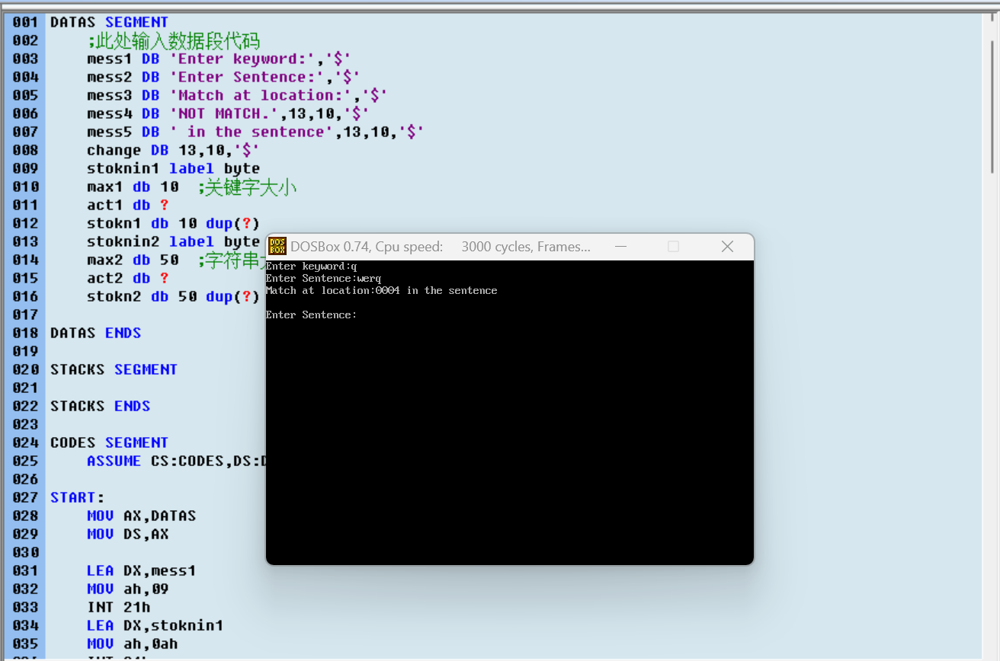 001 DATAS SEGMENT
002     ;此处输入数据段代码
003     mess1 DB 'Enter keyword:','$'
004     mess2 DB 'Enter Sentence:','$'
005     mess3 DB 'Match at location:','$'
006     mess4 DB 'NOT MATCH.',13,10,'$'
007     mess5 DB ' in the sentence',13,10,'$'
008     change DB 13,10,'$'
009     stoknin1 label byte
010     max1 db 10  ;关键字大小
011     act1 db ?
012     stokn1 db 10 dup(?)
013     stoknin2 label byte
014     max2 db 50  ;字符串
015     act2 db ?
016     stokn2 db 50 dup(?)
017
018 DATAS ENDS
019
020 STACKS SEGMENT
021
022 STACKS ENDS
023
024 CODES SEGMENT
025     ASSUME CS:CODES,DS:D
026
027 START:
028     MOV AX,DATAS
029     MOV DS,AX
030
031     LEA DX,mess1
032     MOV ah,09
033     INT 21h
034     LEA DX,stoknin1
035     MOV ah,0ah
DOSBox 0.74, Cpu speed:    3000 cycles, Frames...
Enter keyword:q
Enter Sentence:werq
Match at location:0004 in the sentence
Enter Sentence: